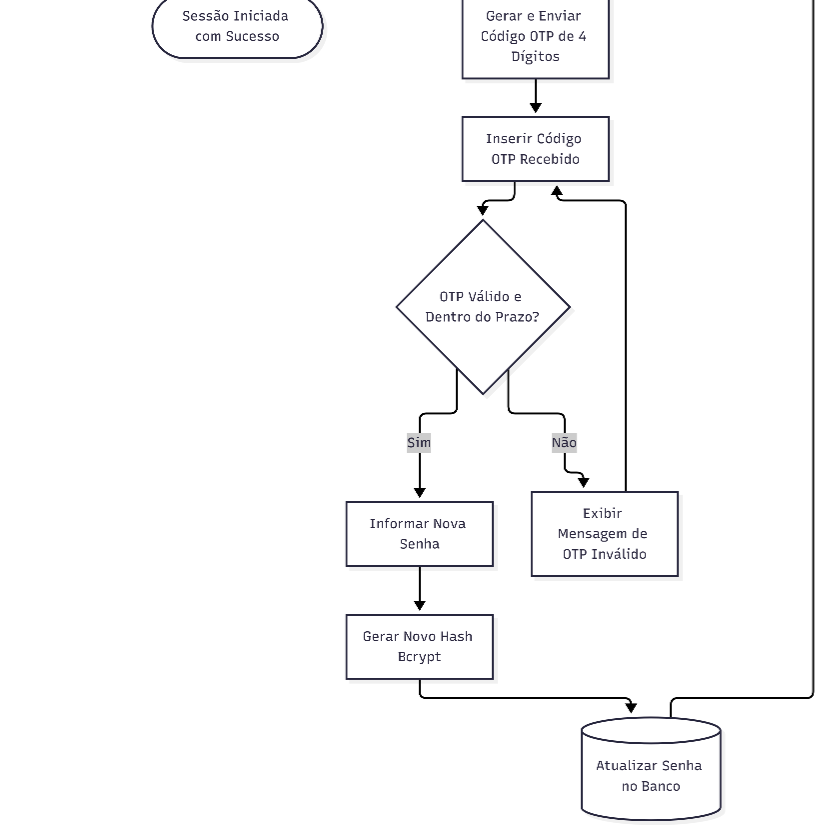 Sessão Iniciada
com Sucesso
Gerar e Enviar
Código OTP de 4
Dígitos
Inserir Código
OTP Recebido
OTP Válido e
Dentro do Prazo?
Sim
Não
Informar Nova
Senha
Exibir
Mensagem de
OTP Inválido
Gerar Novo Hash
Bcrypt
Atualizar Senha
no Banco